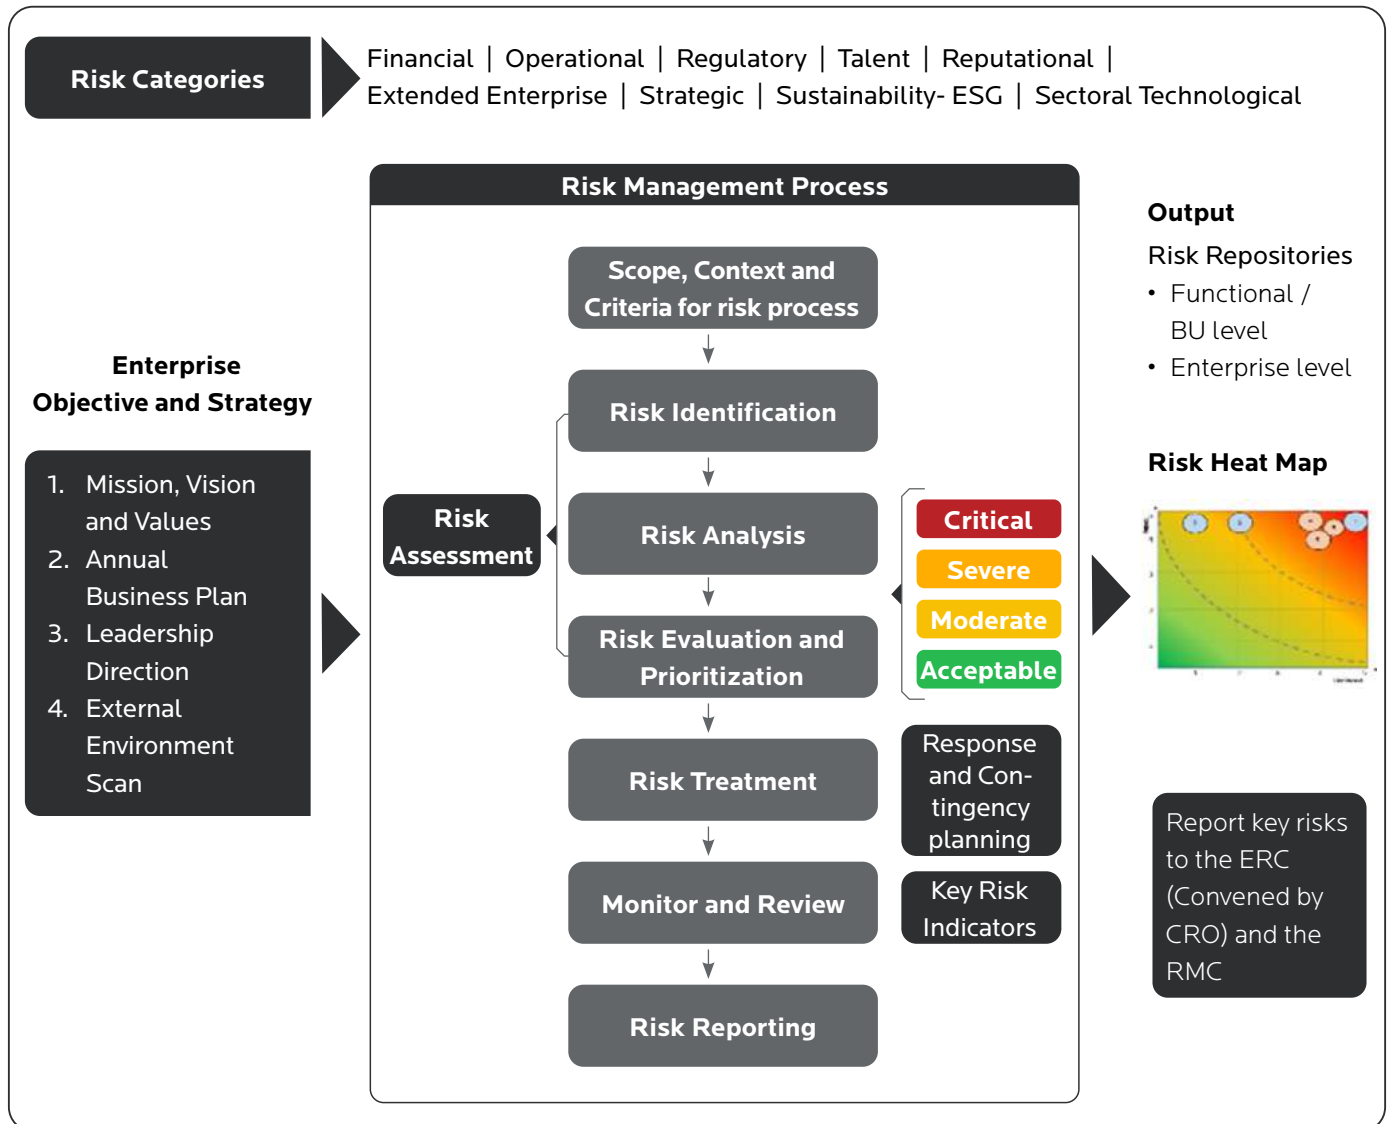 Risk Categories
Financial | Operational | Regulatory | Talent | Reputational |
Extended Enterprise | Strategic | Sustainability- ESG | Sectoral Technological
Enterprise
Objective and Strategy
1. Mission, Vision
and Values
2. Annual
Business Plan
3. Leadership
Direction
4. External
Environment
Scan
Risk Management Process
Scope, Context and
Criteria for risk process
Risk Identification
Risk
Assessment
Risk Analysis
Risk Evaluation and
Prioritization
Critical
Severe
Moderate
Acceptable
Risk Treatment
Response
and Con-
tingency
planning
Monitor and Review
Key Risk
Indicators
Risk Reporting
Output
Risk Repositories
• Functional /
BU level
• Enterprise level
Risk Heat Map
Report key risks
to the ERC
(Convened by
CRO) and the
RMC